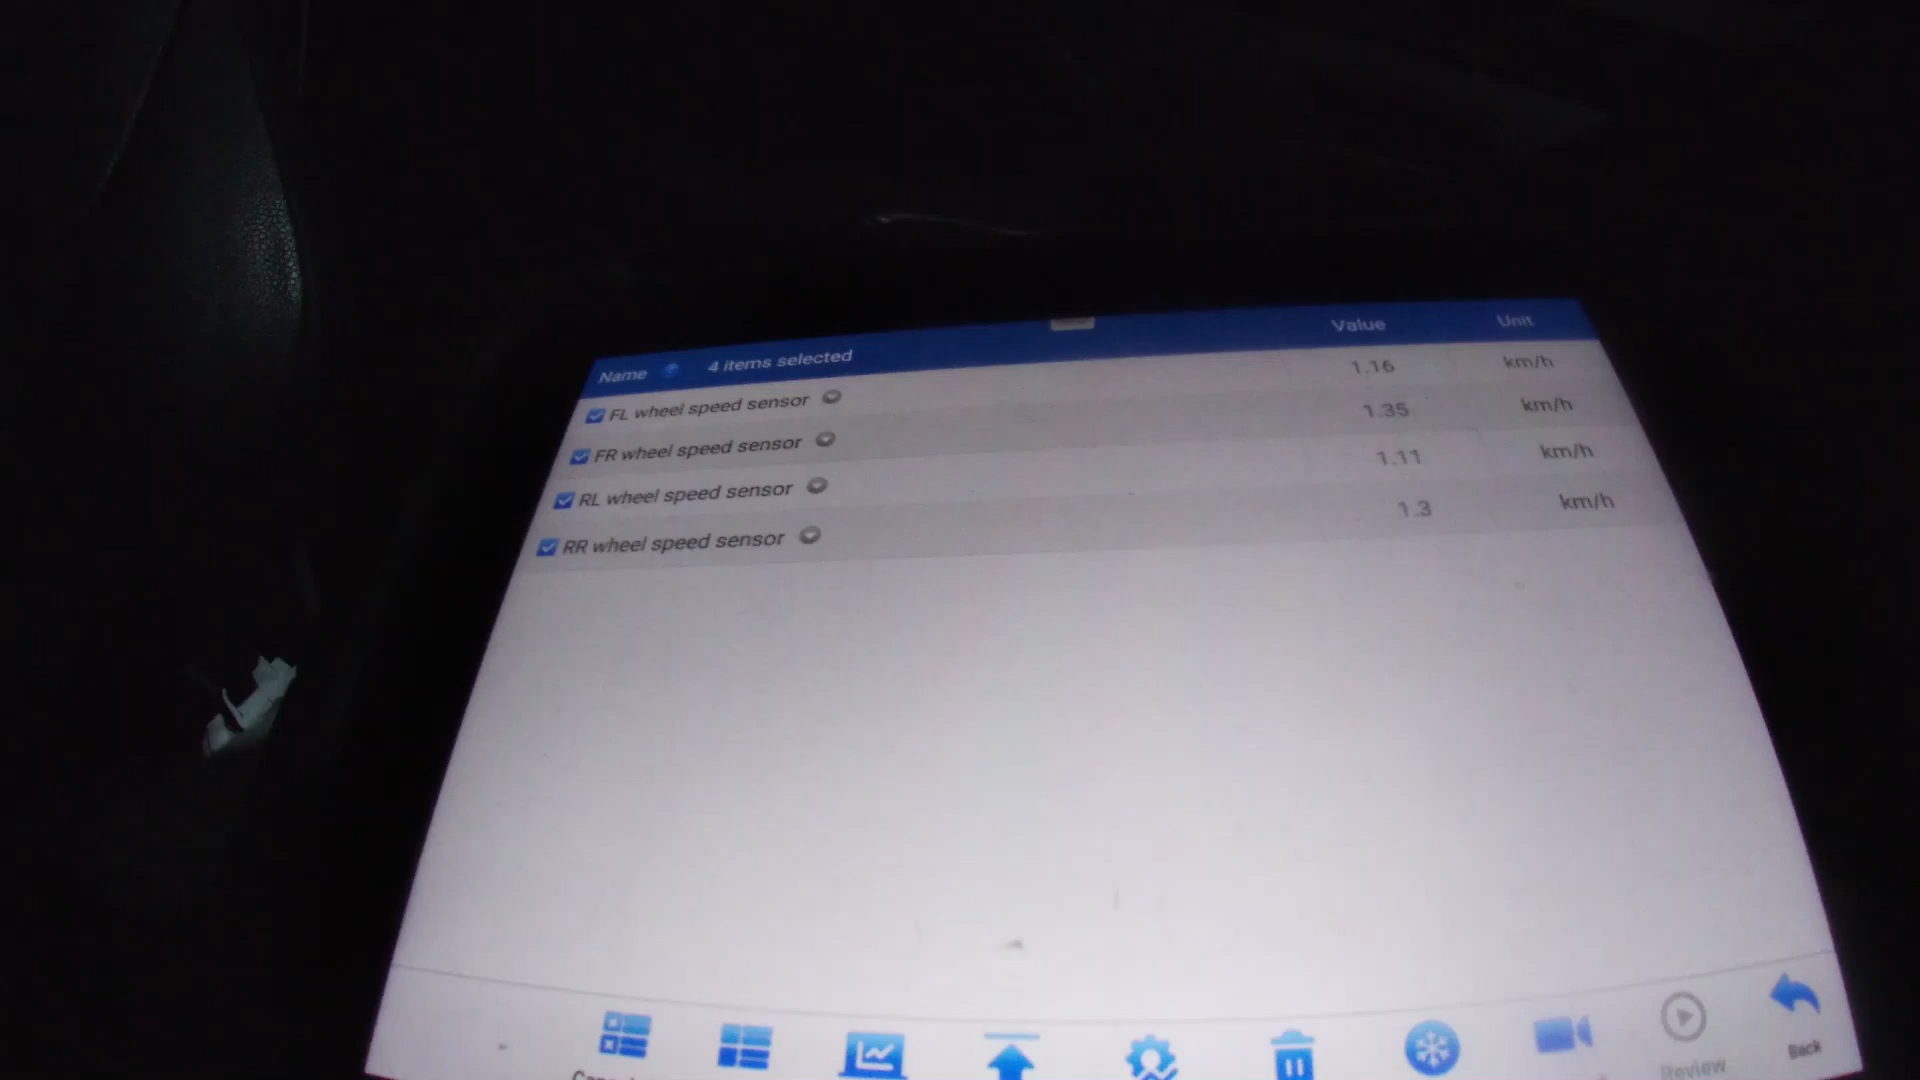 Name 4 items selected Value Unit
FL wheel speed sensor 1.16 km/h
FR wheel speed sensor 1.35 km/h
RL wheel speed sensor 1.11 km/h
RR wheel speed sensor 1.3 km/h
Review Back